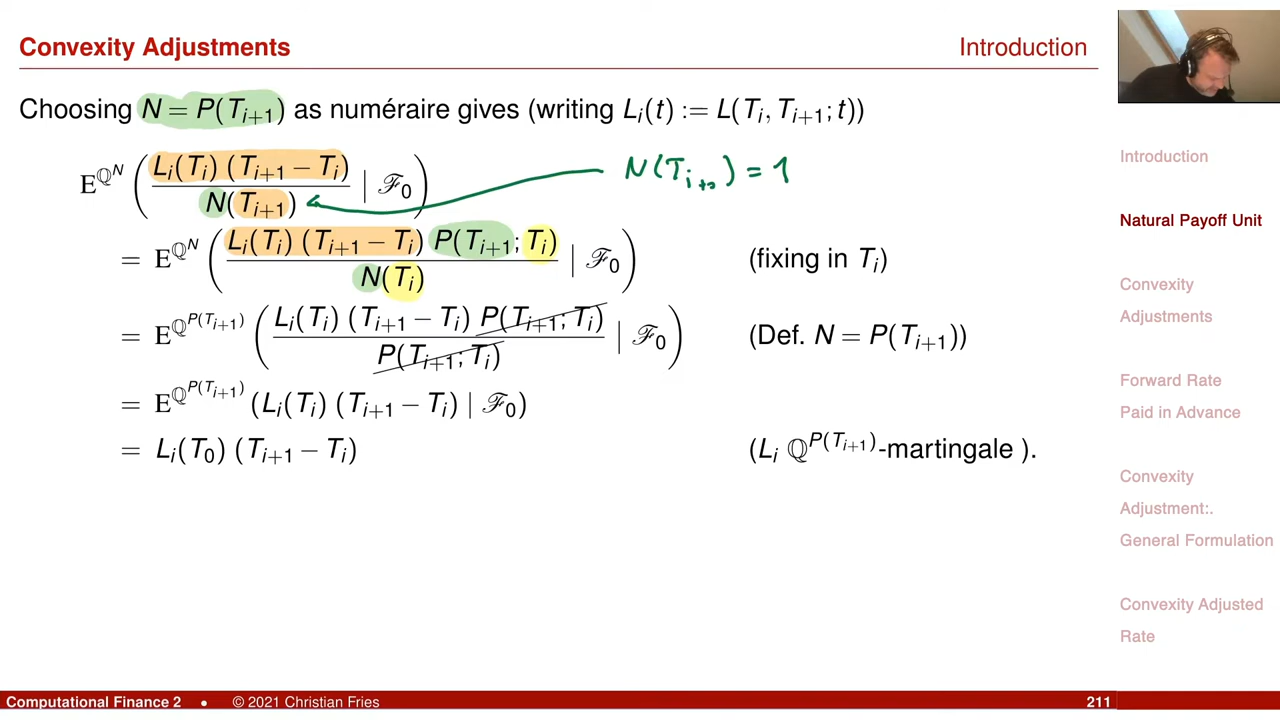 Convexity Adjustments
Introduction
Choosing N = P(T_{i+1}) as numéraire gives (writing L_i(t) := L(T_i, T_{i+1}; t))
E^{ℚ^N} ( L_i(T_i) (T_{i+1} − T_i) / N(T_{i+1}) | ℱ_0 )
N(T_{i+1}) = 1
= E^{ℚ^N} ( L_i(T_i) (T_{i+1} − T_i) P(T_{i+1}; T_i) / N(T_i) | ℱ_0 ) (fixing in T_i)
= E^{ℚ^{P(T_{i+1})}} ( L_i(T_i) (T_{i+1} − T_i) P(T_{i+1}; T_i) / P(T_{i+1}; T_i) | ℱ_0 ) (Def. N = P(T_{i+1}))
= E^{ℚ^{P(T_{i+1})}} (L_i(T_i) (T_{i+1} − T_i) | ℱ_0)
= L_i(T_0) (T_{i+1} − T_i) (L_i ℚ^{P(T_{i+1})}-martingale ).
Introduction
Natural Payoff Unit
Convexity
Adjustments
Forward Rate
Paid in Advance
Convexity
Adjustment:.
General Formulation
Convexity Adjusted
Rate
Computational Finance 2 • © 2021 Christian Fries 211